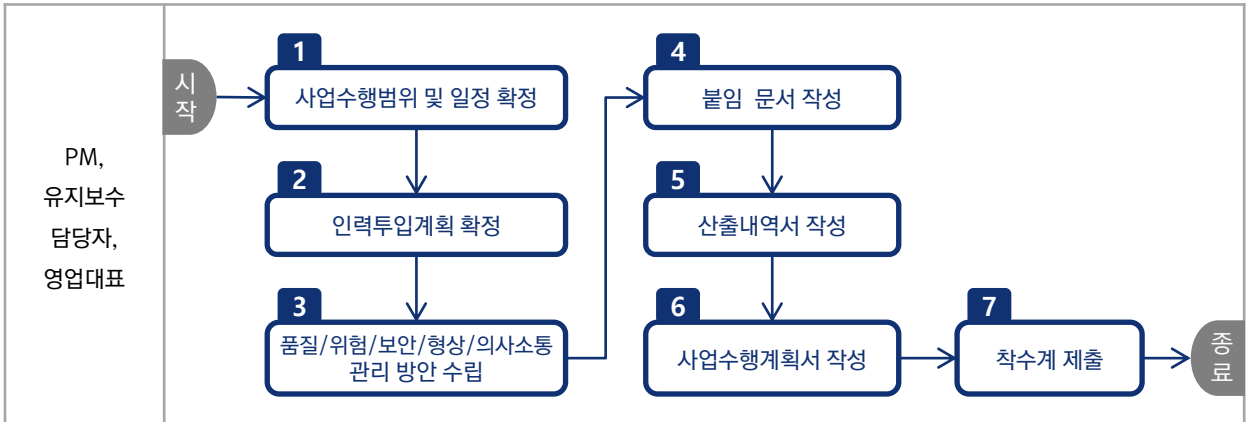 PM,
유지보수
담당자,
영업대표
시
작
1
사업수행범위 및 일정 확정
2
인력투입계획 확정
3
품질/위험/보안/형상/의사소통
관리 방안 수립
4
붙임 문서 작성
5
산출내역서 작성
6
사업수행계획서 작성
7
착수계 제출
종
료